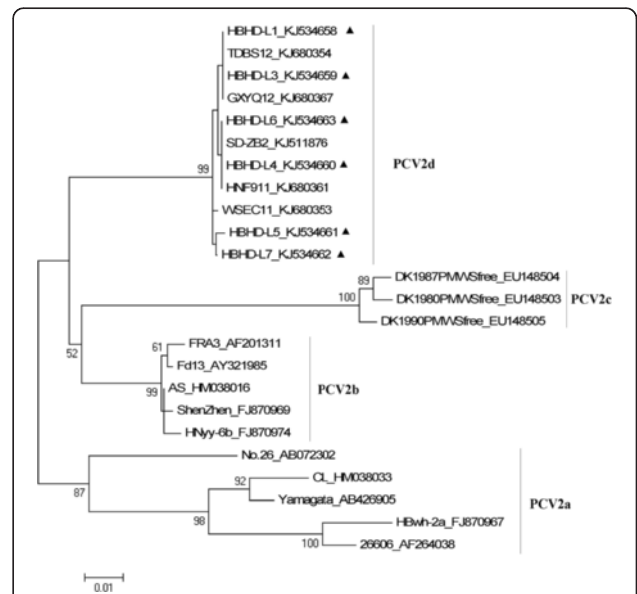 HBHD-L1_KJ534658 ▲
TDBS12_KJ680354
HBHD-L3_KJ534659 ▲
GXYQ12_KJ680367
HBHD-L6_KJ534663 ▲
SD-ZB2_KJ511876
99
HBHD-L4_KJ534660 ▲
PCV2d
HNF911_KJ680361
WSEC11_KJ680353
HBHD-L5_KJ534661 ▲
HBHD-L7_KJ534662 ▲
89
DK1987PMWSfree_EU148504
100
DK1980PMWSfree_EU148503
PCV2c
DK1990PMWSfree_EU148505
61
FRA3_AF201311
52
Fd13_AY321985
99
AS_HM038016
PCV2b
ShenZhen_FJ870969
HNyy-6b_FJ870974
No.26_AB072302
92
CL_HM038033
87
Yamagata_AB426905
PCV2a
98
HBwh-2a_FJ870967
100
26606_AF264038
0.01